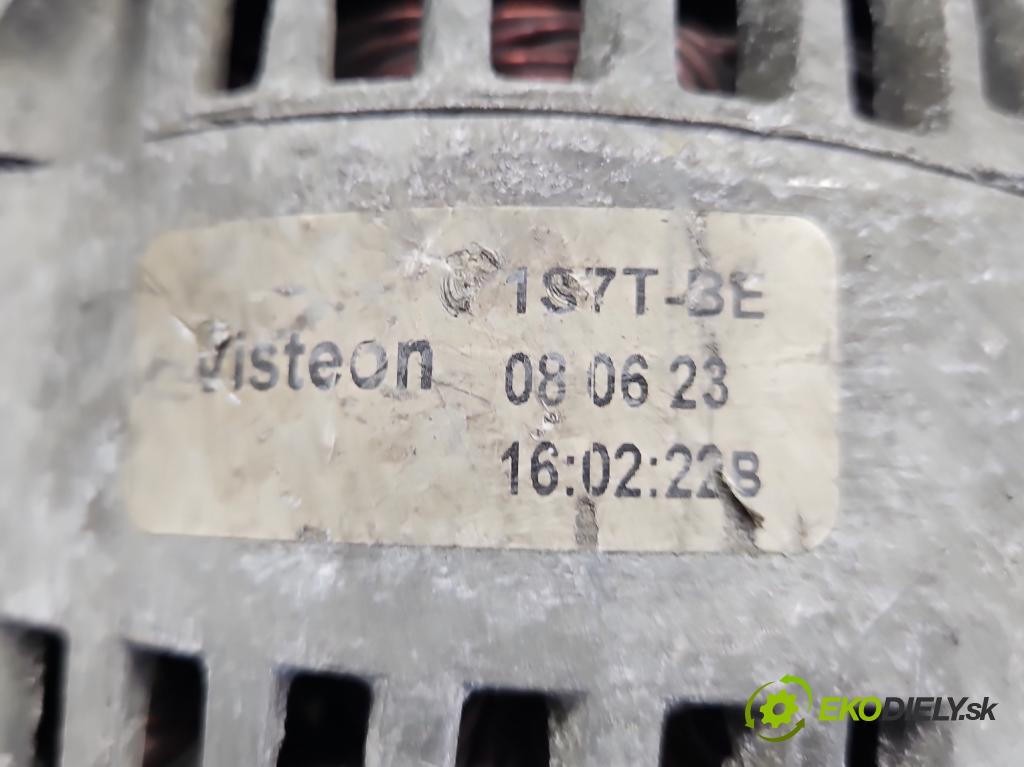 1S7T-BE
Visteon 08 06 23
16:02:22B
EKODIELY.sk